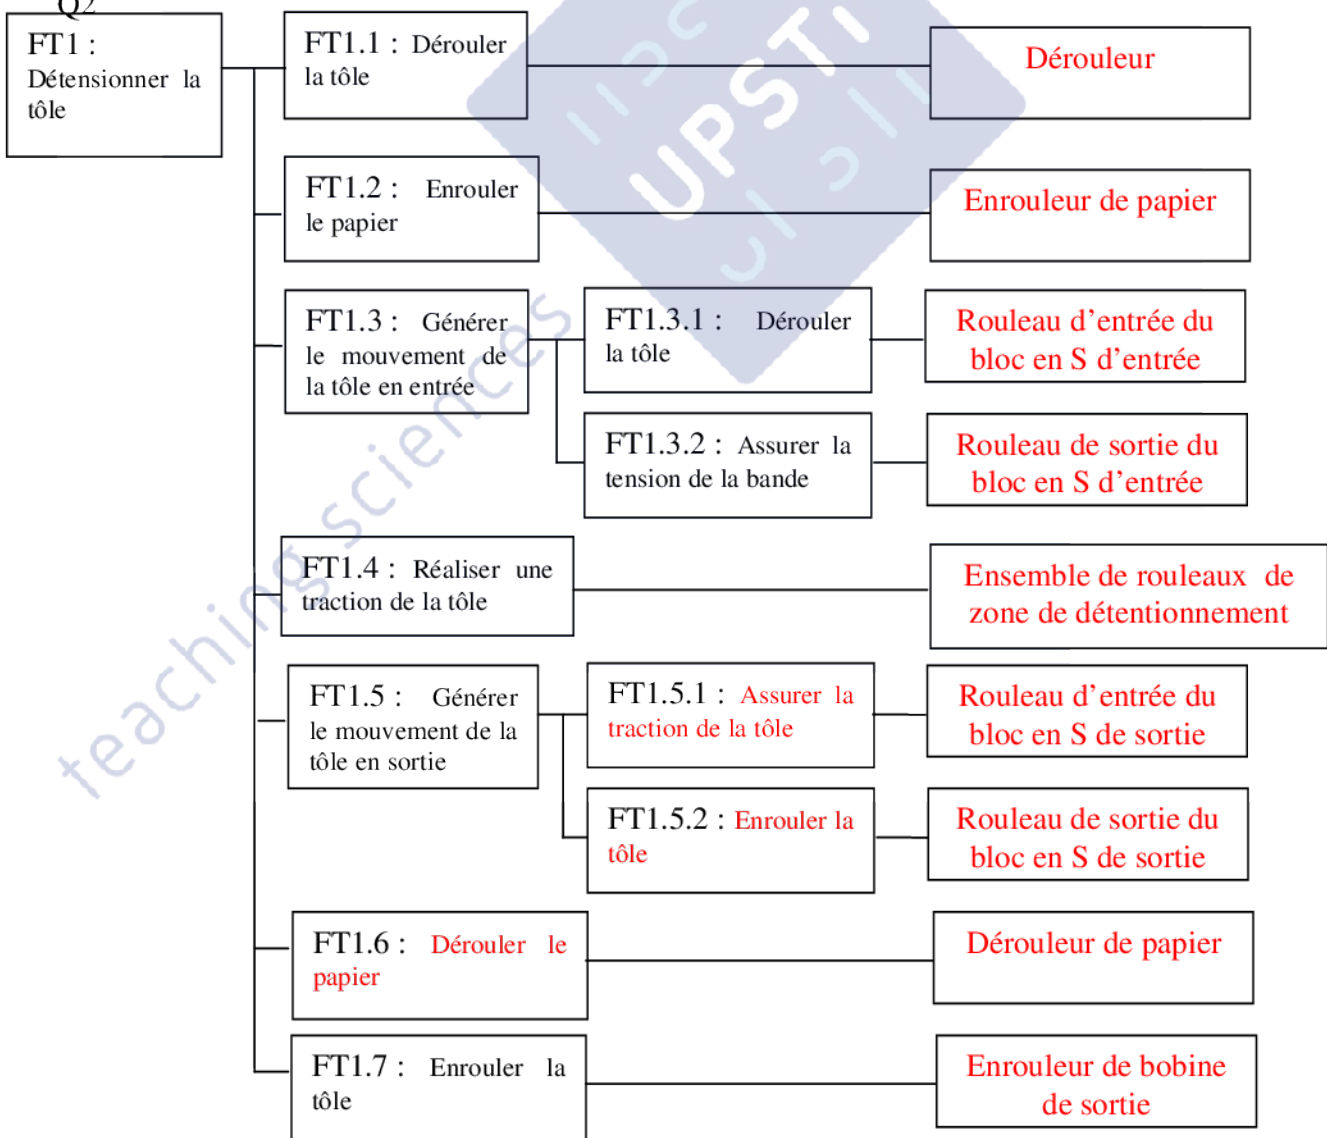 Q2
FT1 :
Détensionner la
tôle
FT1.1 : Dérouler
la tôle
Dérouleur
FT1.2 : Enrouler
le papier
Enrouleur de papier
FT1.3 : Générer
le mouvement de
la tôle en entrée
FT1.3.1 : Dérouler
la tôle
Rouleau d'entrée du
bloc en S d'entrée
FT1.3.2 : Assurer la
tension de la bande
Rouleau de sortie du
bloc en S d'entrée
FT1.4 : Réaliser une
traction de la tôle
Ensemble de rouleaux de
zone de détentionnement
FT1.5 : Générer
le mouvement de la
tôle en sortie
FT1.5.1 : Assurer la
traction de la tôle
Rouleau d'entrée du
bloc en S de sortie
FT1.5.2 : Enrouler la
tôle
Rouleau de sortie du
bloc en S de sortie
FT1.6 : Dérouler le
papier
Dérouleur de papier
FT1.7 : Enrouler la
tôle
Enrouleur de bobine
de sortie
UPSTI
teaching sciences